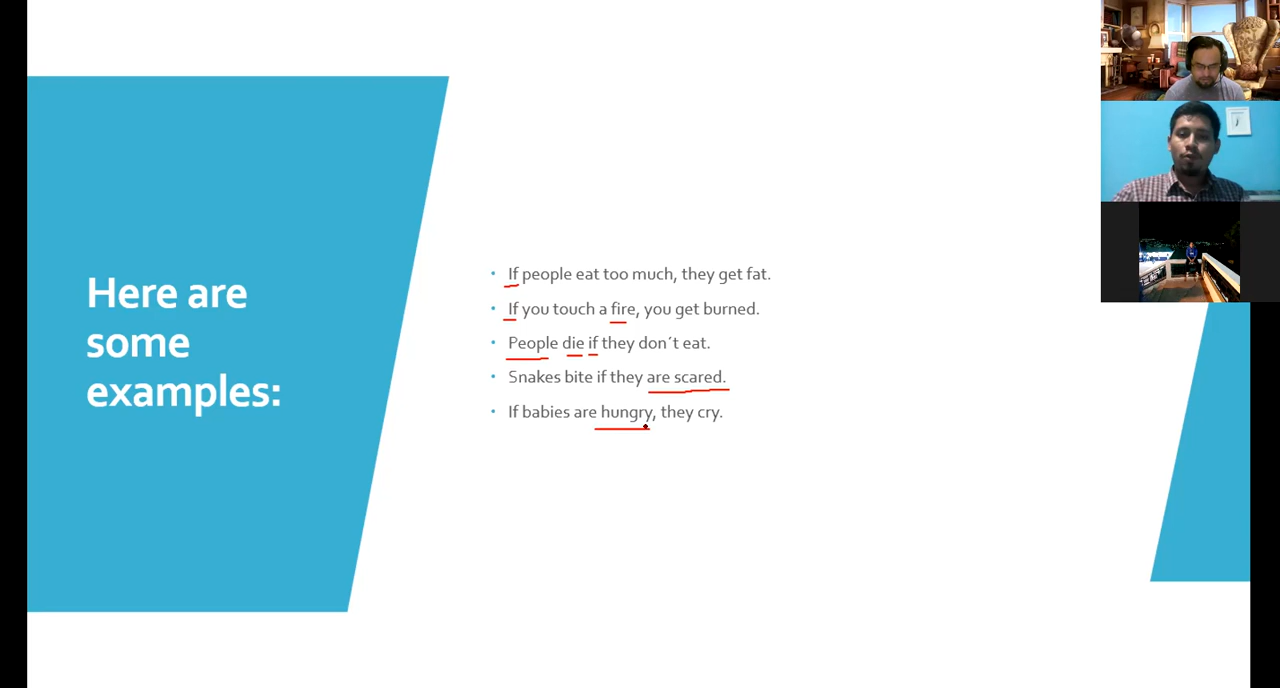 Here are
some
examples:
If people eat too much, they get fat.
If you touch a fire, you get burned.
People die if they don´t eat.
Snakes bite if they are scared.
If babies are hungry, they cry.